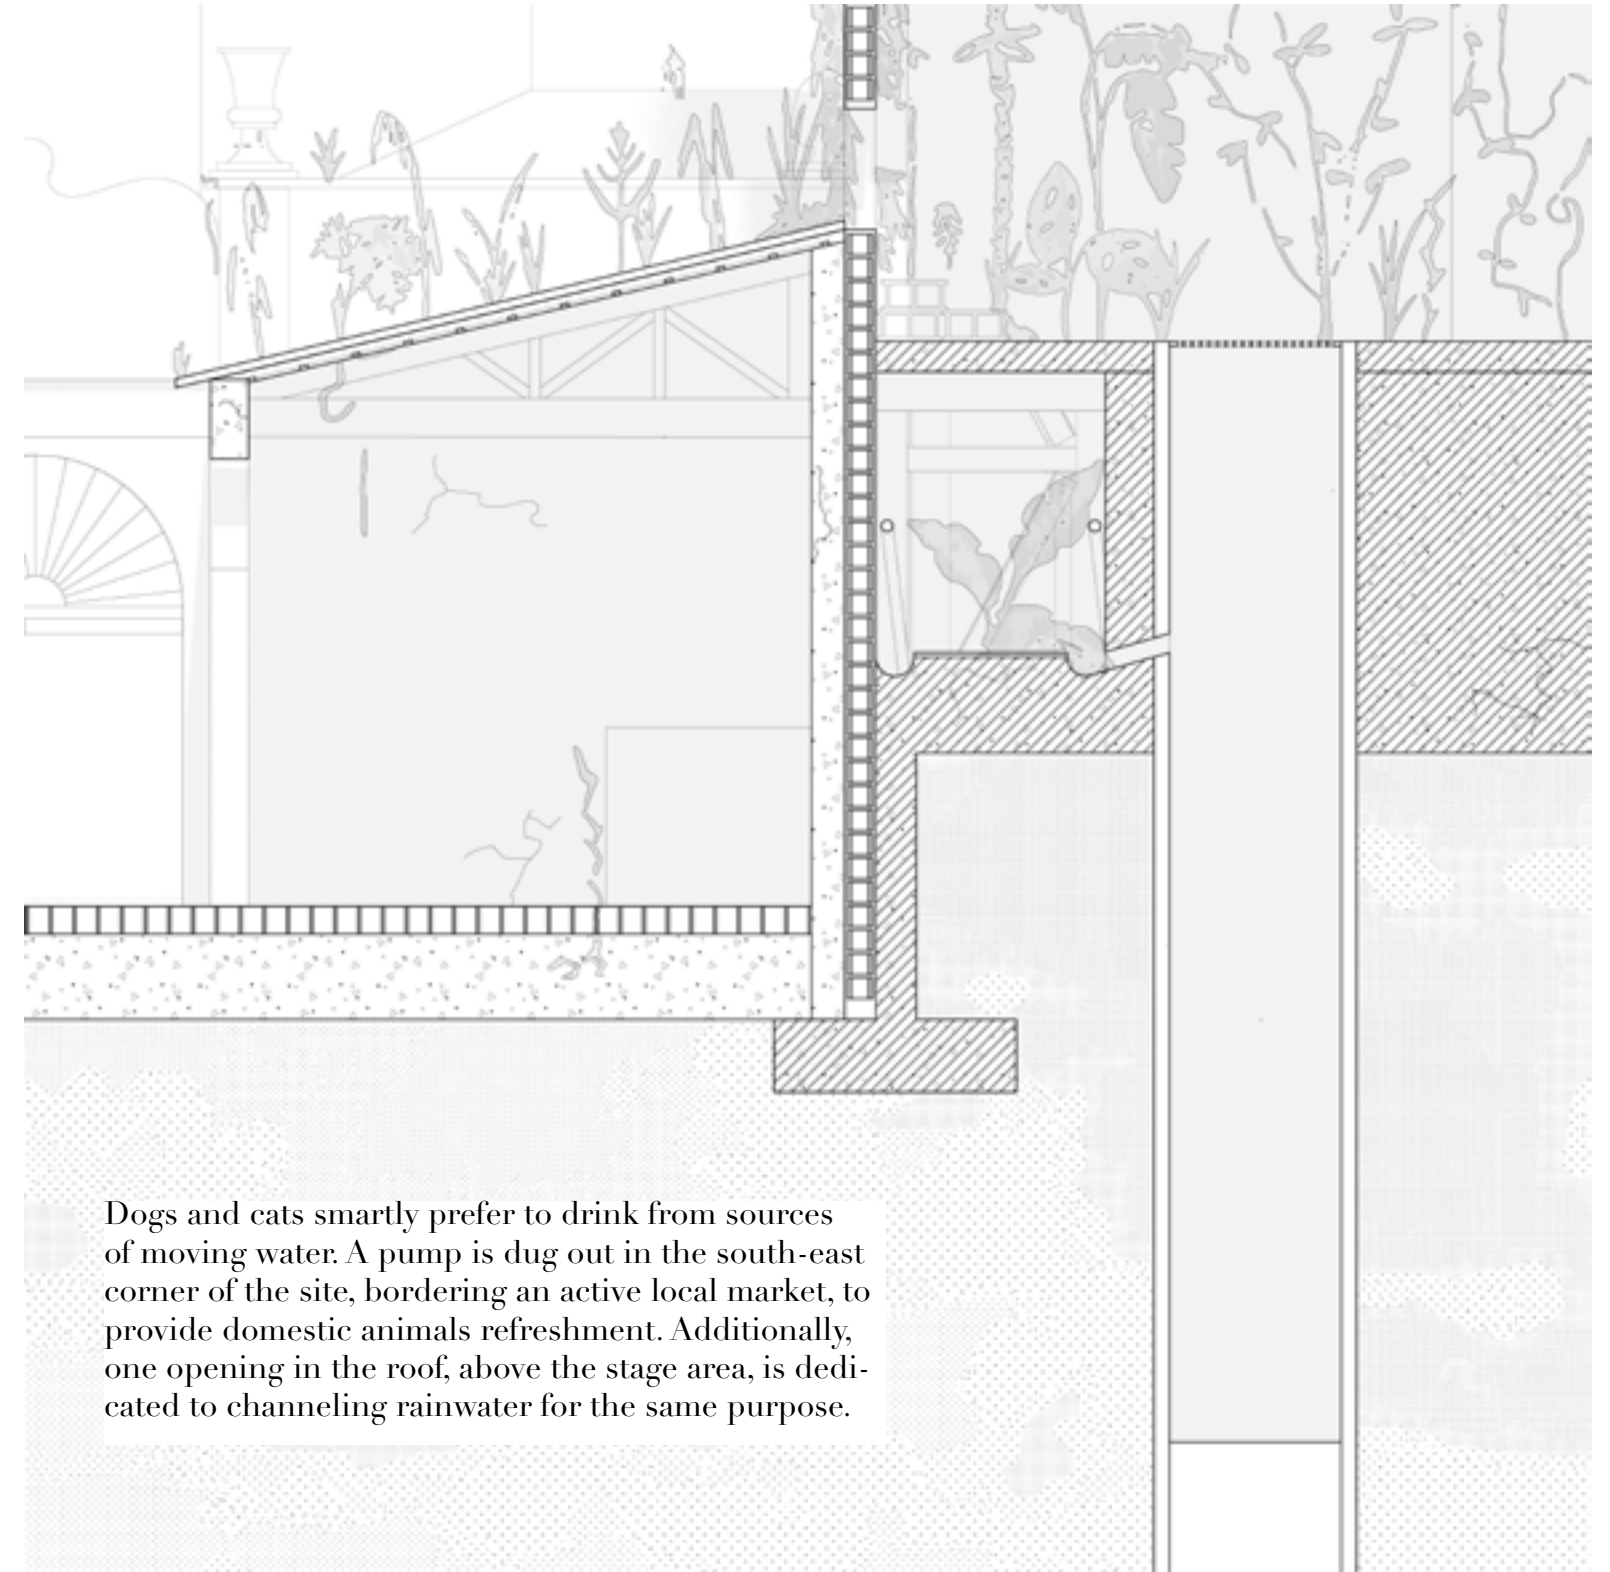 Dogs and cats smartly prefer to drink from sources
of moving water. A pump is dug out in the south-east
corner of the site, bordering an active local market, to
provide domestic animals refreshment. Additionally,
one opening in the roof, above the stage area, is dedi-
cated to channeling rainwater for the same purpose.